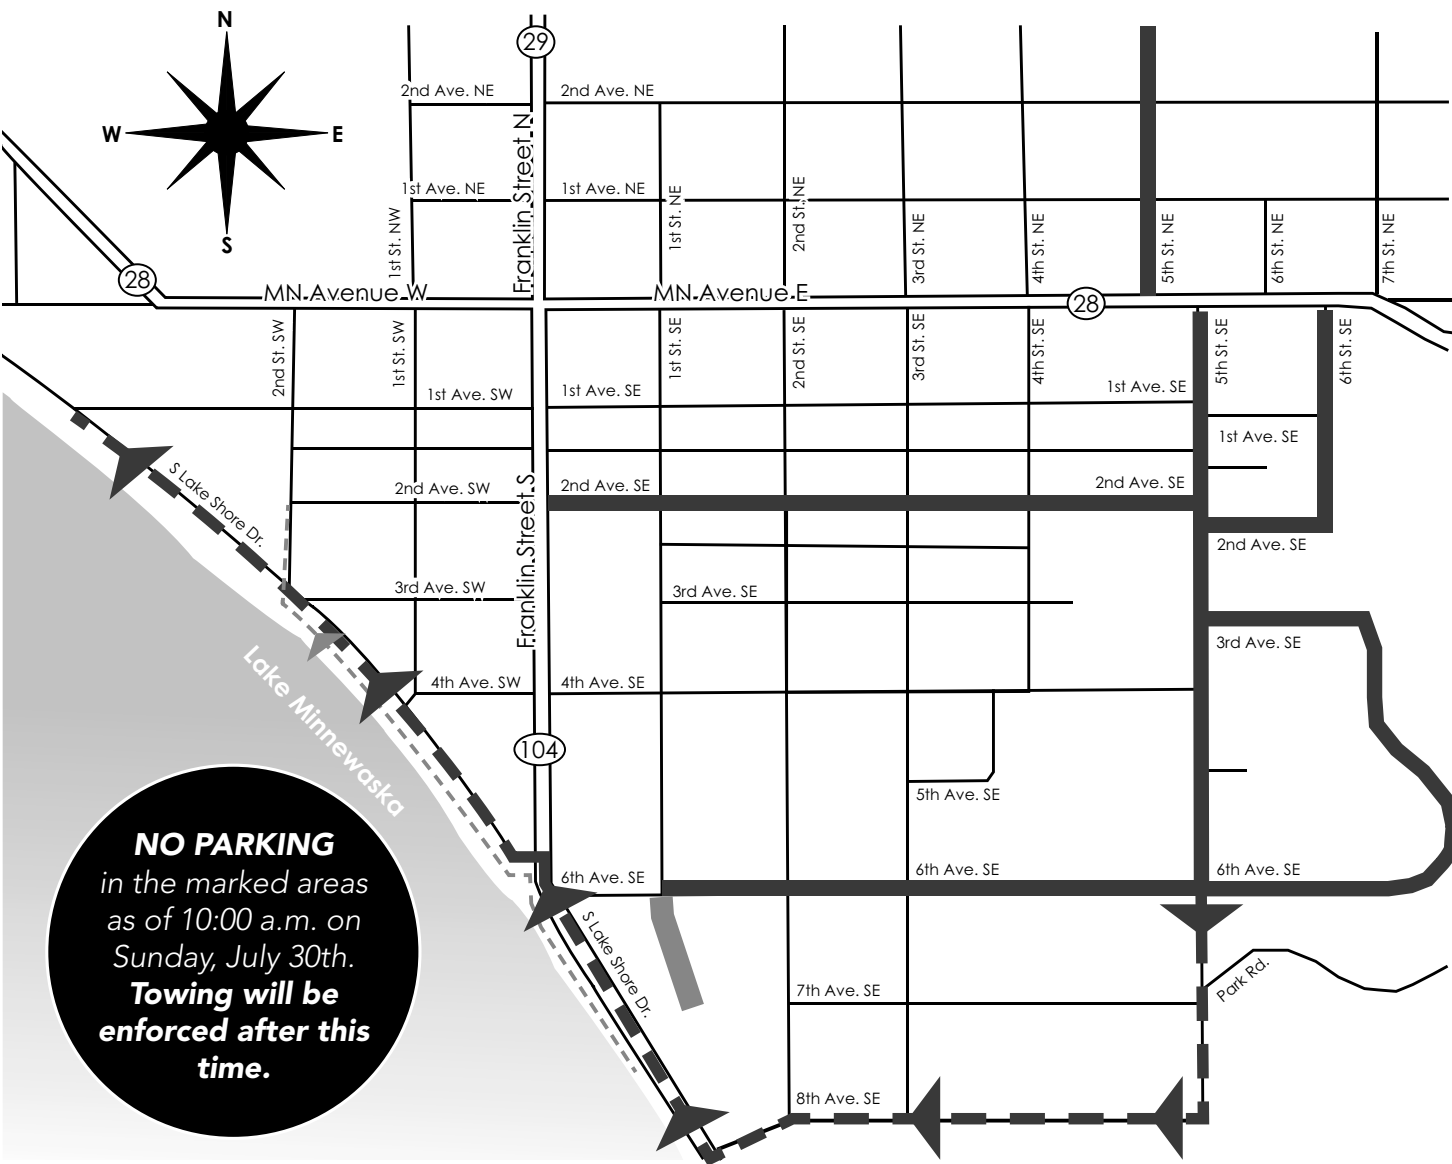 N
29
2nd Ave. NE
2nd Ave. NE
W
E
Franklin Street N
1st Ave. NE
1st Ave. NE
1st St. NW
1st St. NE
2nd St. NE
3rd St. NE
4th St. NE
5th St. NE
6th St. NE
7th St. NE
S
28
MN Avenue W
MN Avenue E
28
2nd St. SW
1st St. SW
1st St. SE
2nd St. SE
3rd St. SE
4th St. SE
5th St. SE
6th St. SE
1st Ave. SW
1st Ave. SE
1st Ave. SE
1st Ave. SE
S Lake Shore Dr.
2nd Ave. SW
Franklin Street S
2nd Ave. SE
2nd Ave. SE
2nd Ave. SE
3rd Ave. SW
3rd Ave. SE
3rd Ave. SE
Lake Minnewaska
4th Ave. SW
4th Ave. SE
104
5th Ave. SE
6th Ave. SE
6th Ave. SE
6th Ave. SE
S Lake Shore Dr.
Park Rd.
7th Ave. SE
8th Ave. SE
NO PARKING
in the marked areas
as of 10:00 a.m. on
Sunday, July 30th.
Towing will be
enforced after this
time.